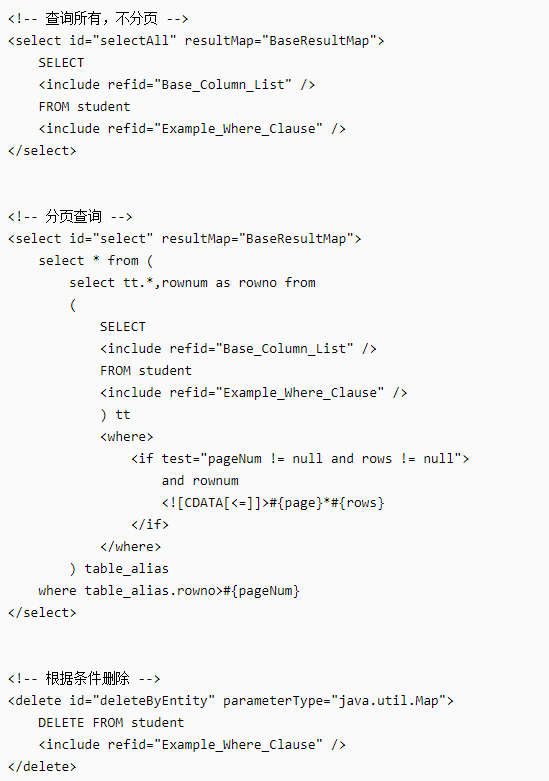 <!-- 查询所有，不分页 -->
<select id="selectAll" resultMap="BaseResultMap">
    SELECT
    <include refid="Base_Column_List" />
    FROM student
    <include refid="Example_Where_Clause" />
</select>
<!-- 分页查询 -->
<select id="select" resultMap="BaseResultMap">
    select * from (
        select tt.*,rownum as rowno from
        (
            SELECT
            <include refid="Base_Column_List" />
            FROM student
            <include refid="Example_Where_Clause" />
            ) tt
            <where>
                <if test="pageNum != null and rows != null">
                    and rownum
                    <![CDATA[<=]]>#{page}*#{rows}
                </if>
            </where>
        ) table_alias
    where table_alias.rowno>#{pageNum}
</select>
<!-- 根据条件删除 -->
<delete id="deleteByEntity" parameterType="java.util.Map">
    DELETE FROM student
    <include refid="Example_Where_Clause" />
</delete>